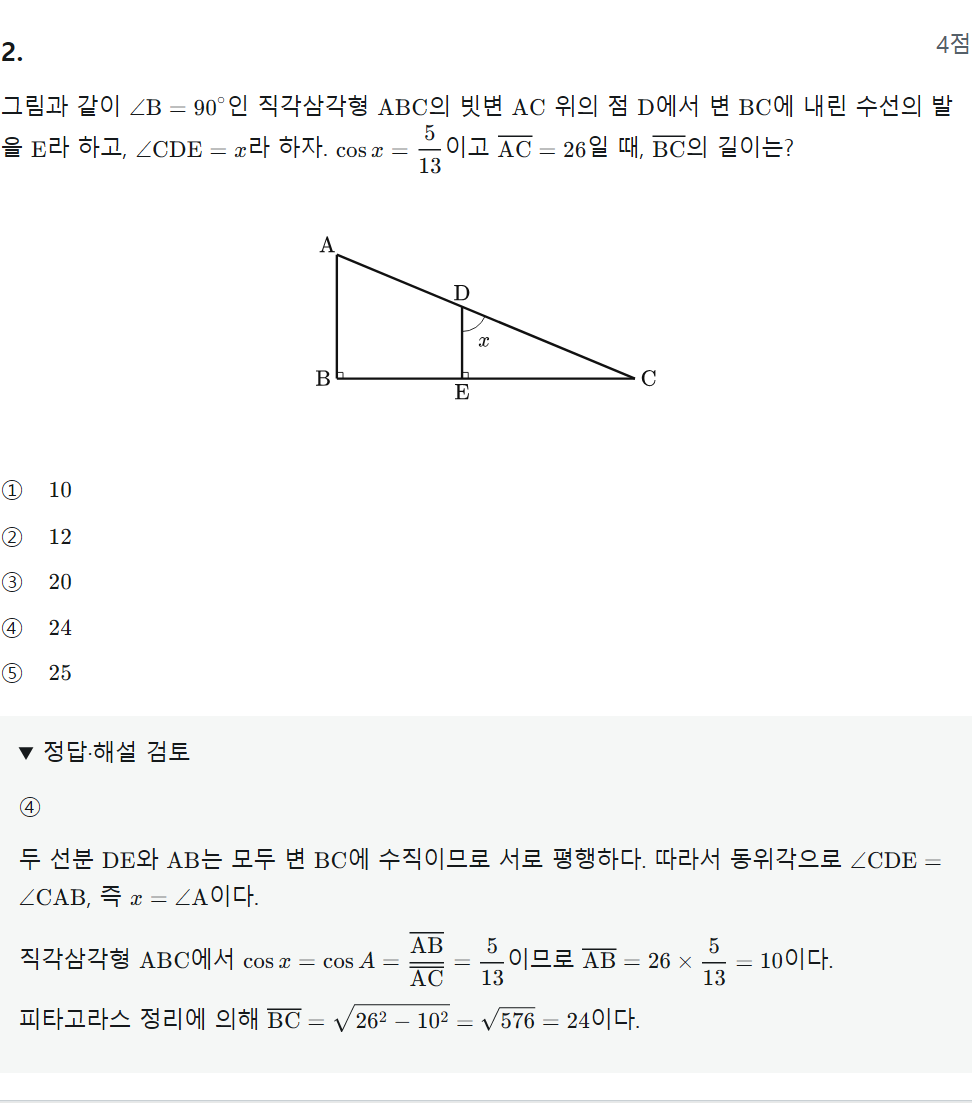 2.
4점
그림과 같이 ∠B = 90°인 직각삼각형 ABC의 빗변 AC 위의 점 D에서 변 BC에 내린 수선의 발
을 E라 하고, ∠CDE = x라 하자. cos x = 5/13이고 A̅C̅ = 26일 때, B̅C̅의 길이는?
A
D
x
B
E
C
① 10
② 12
③ 20
④ 24
⑤ 25
▼ 정답·해설 검토
④
두 선분 DE와 AB는 모두 변 BC에 수직이므로 서로 평행하다. 따라서 동위각으로 ∠CDE =
∠CAB, 즉 x = ∠A이다.
직각삼각형 ABC에서 cos x = cos A = A̅B̅/A̅C̅ = 5/13이므로 A̅B̅ = 26 × 5/13 = 10이다.
피타고라스 정리에 의해 B̅C̅ = √(26² − 10²) = √576 = 24이다.